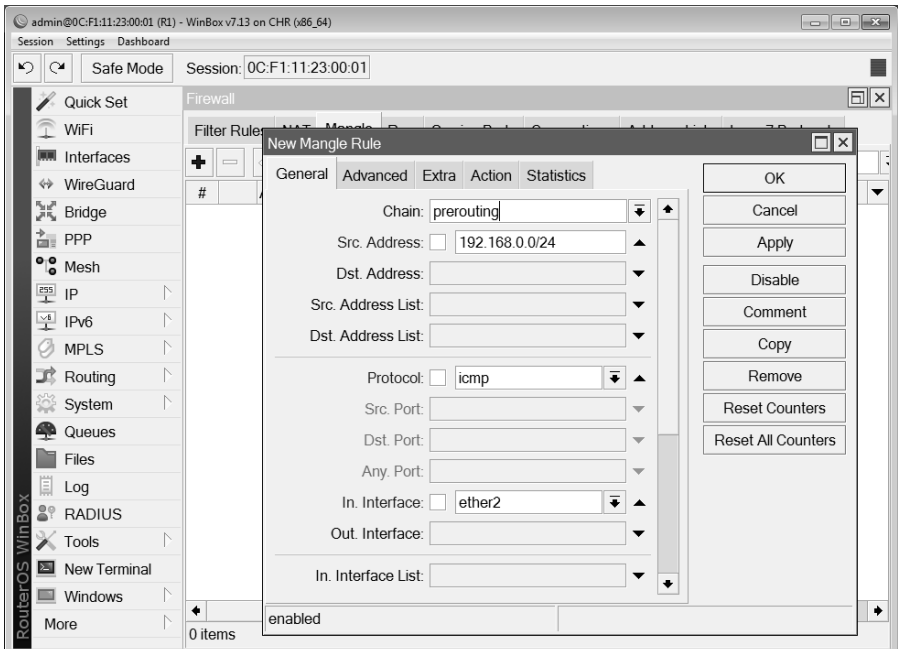 admin@0C:F1:11:23:00:01 (R1) - WinBox v7.13 on CHR (x86_64)
Session Settings Dashboard
Safe Mode Session: 0C:F1:11:23:00:01
Quick Set
WiFi
Interfaces
WireGuard
Bridge
PPP
Mesh
IP
IPv6
MPLS
Routing
System
Queues
Files
Log
RADIUS
Tools
New Terminal
Windows
More
RouterOS WinBox
Firewall
Filter Rules NAT Mangle
#
New Mangle Rule
General Advanced Extra Action Statistics
Chain: prerouting
Src. Address: 192.168.0.0/24
Dst. Address:
Src. Address List:
Dst. Address List:
Protocol: icmp
Src. Port:
Dst. Port:
Any. Port:
In. Interface: ether2
Out. Interface:
In. Interface List:
enabled
OK
Cancel
Apply
Disable
Comment
Copy
Remove
Reset Counters
Reset All Counters
0 items